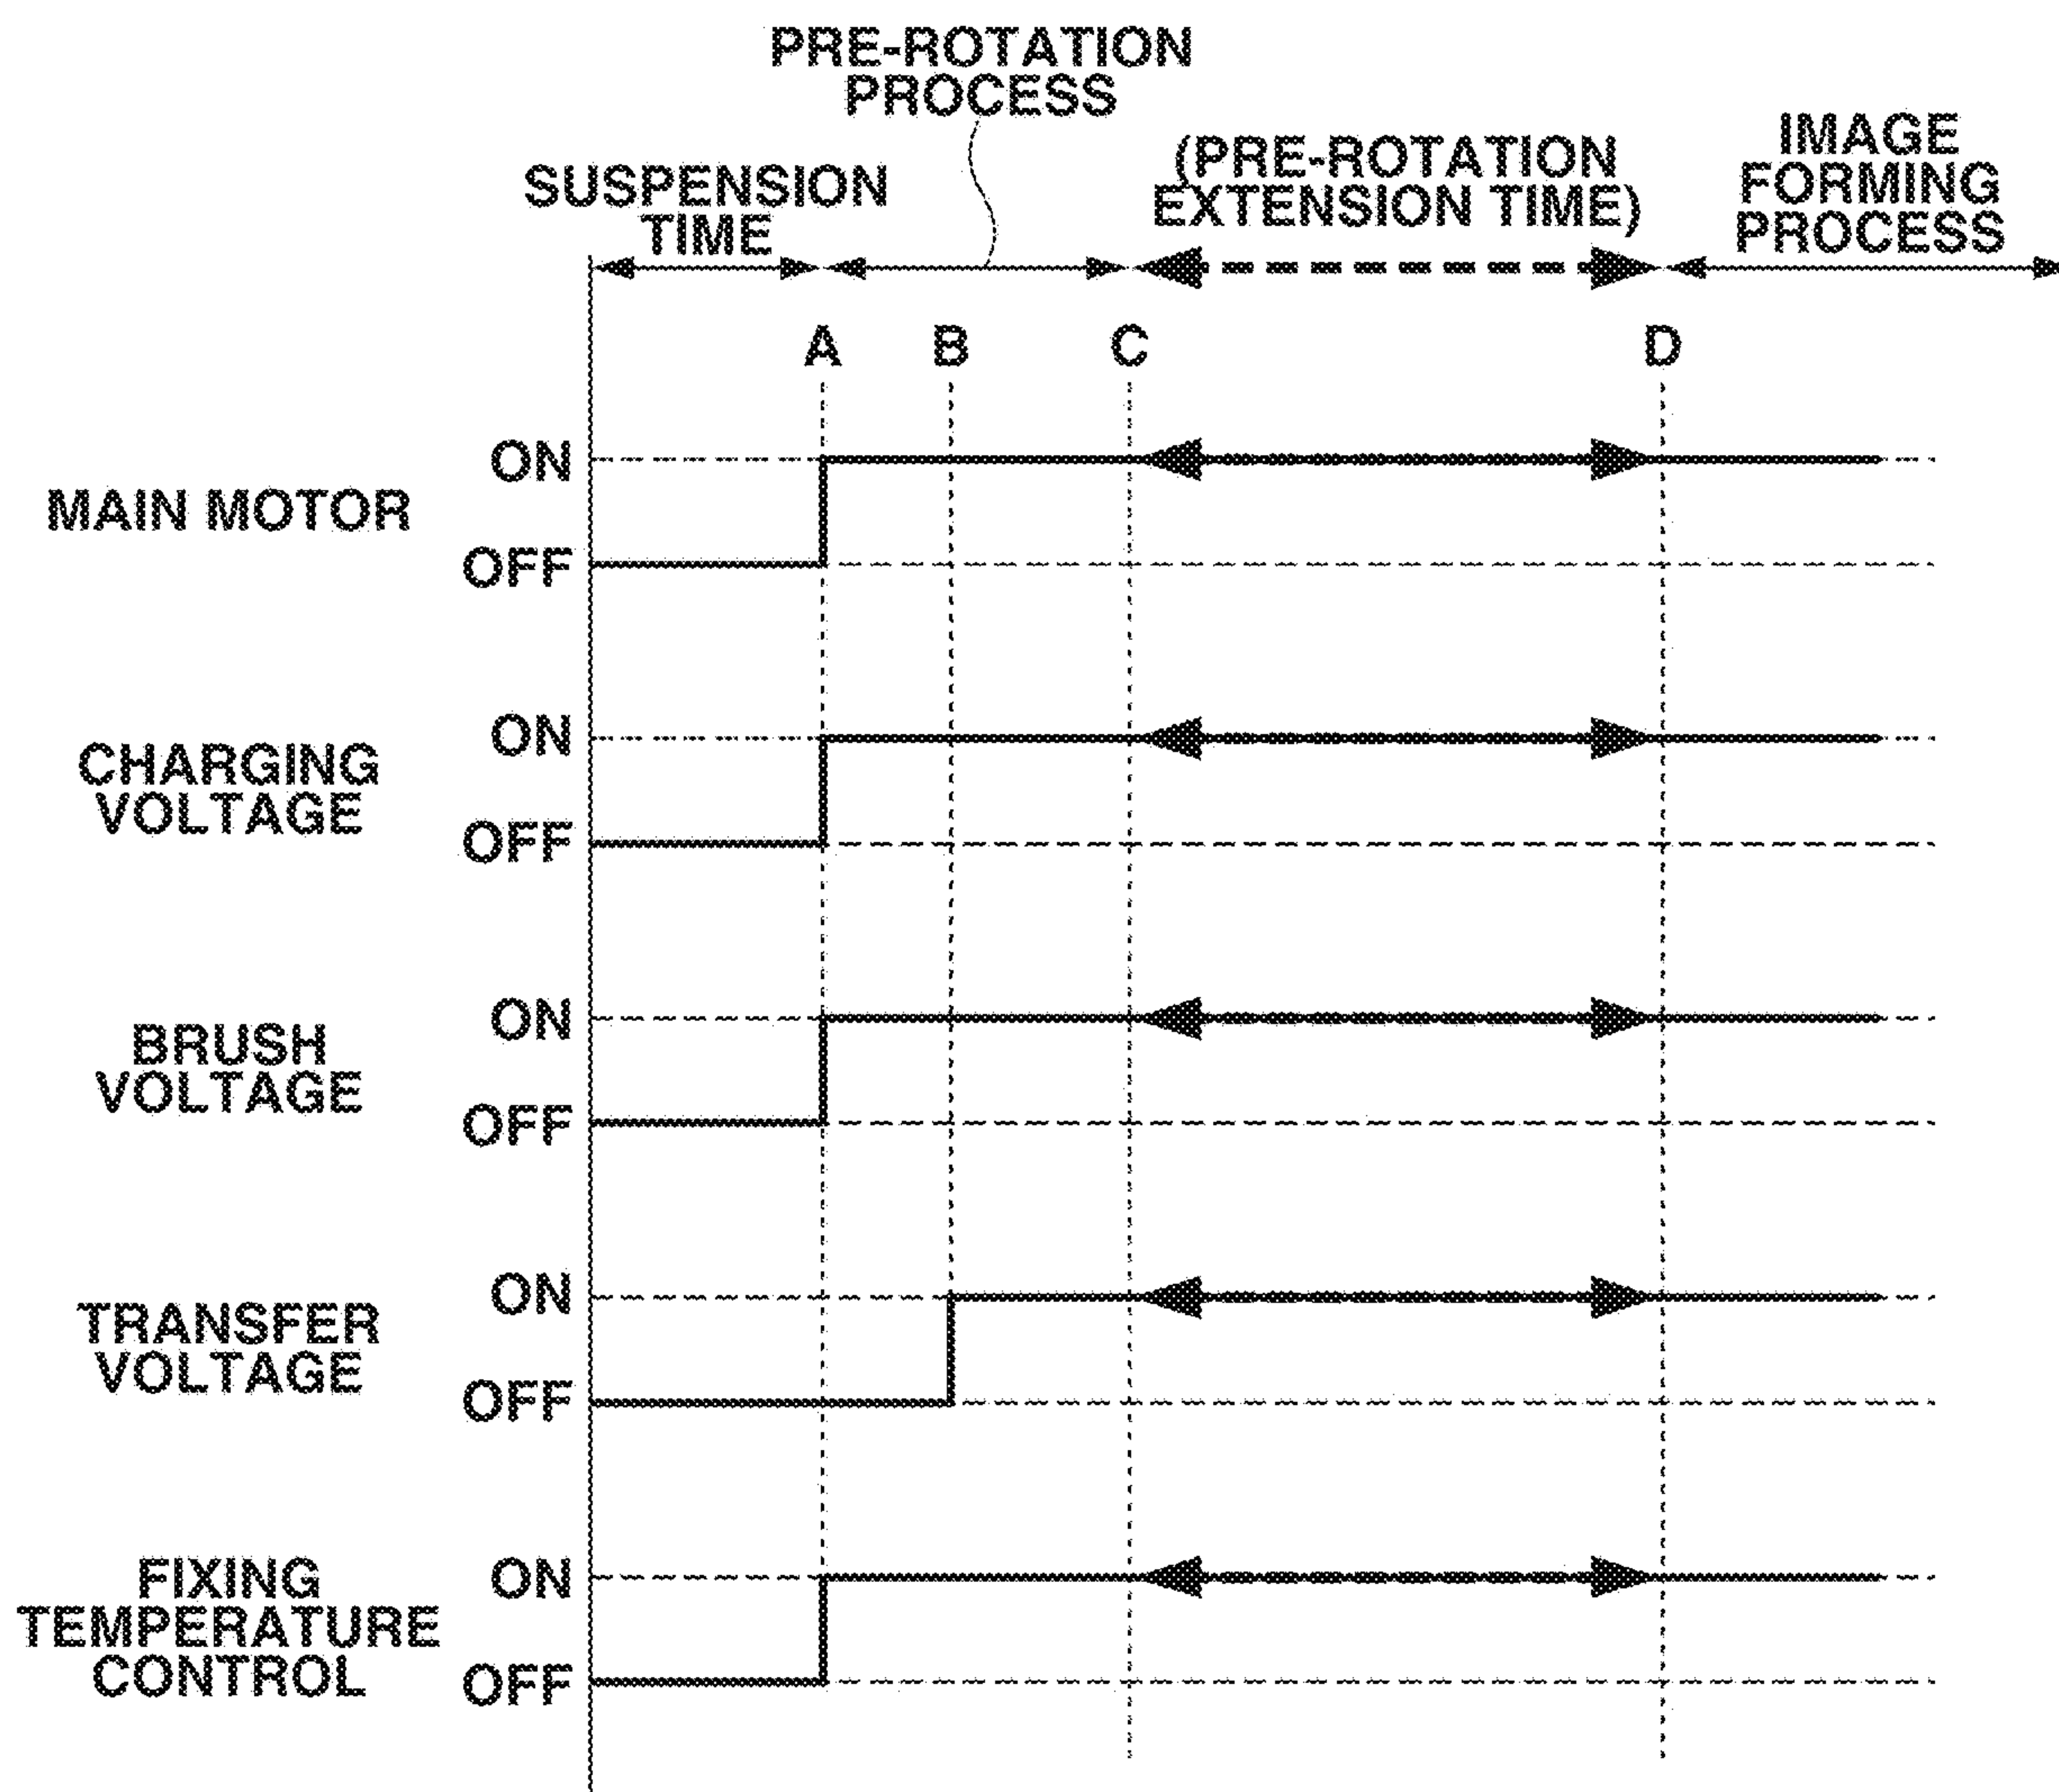 PRE-ROTATION
PROCESS
SUSPENSION
TIME
(PRE-ROTATION
EXTENSION TIME)
IMAGE
FORMING
PROCESS
A B C D
MAIN MOTOR
ON
OFF
CHARGING
VOLTAGE
ON
OFF
BRUSH
VOLTAGE
ON
OFF
TRANSFER
VOLTAGE
ON
OFF
FIXING
TEMPERATURE
CONTROL
ON
OFF